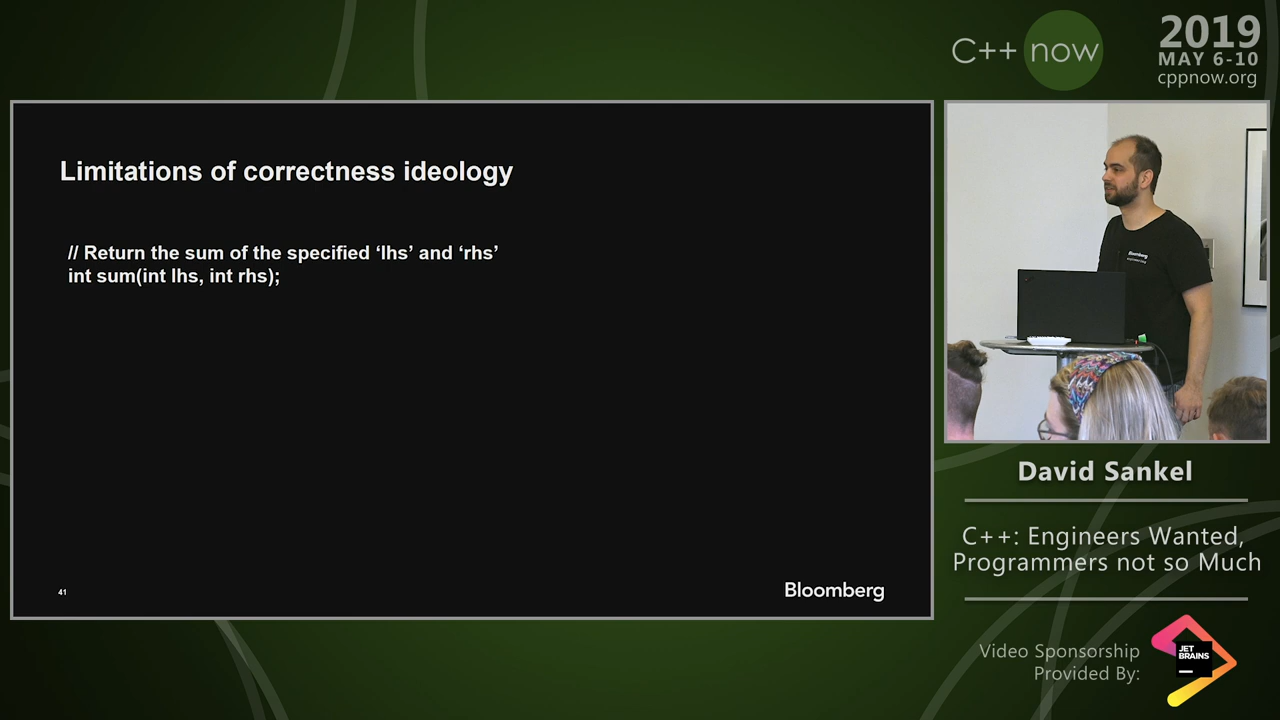 C++ now
2019
MAY 6-10
cppnow.org
Limitations of correctness ideology
// Return the sum of the specified ‘lhs’ and ‘rhs’
int sum(int lhs, int rhs);
41
Bloomberg
Bloomberg
David Sankel
C++: Engineers Wanted,
Programmers not so Much
Video Sponsorship
Provided By:
JET
BRAINS